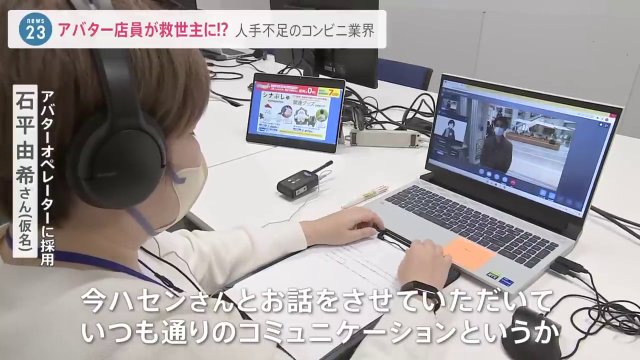 news
23
アバター店員が救世主に!? 人手不足のコンビニ業界
アバターオペレーターに採用
石平由希さん(仮名)
今ハセンさんとお話をさせていただいて
いつも通りのコミュニケーションというか